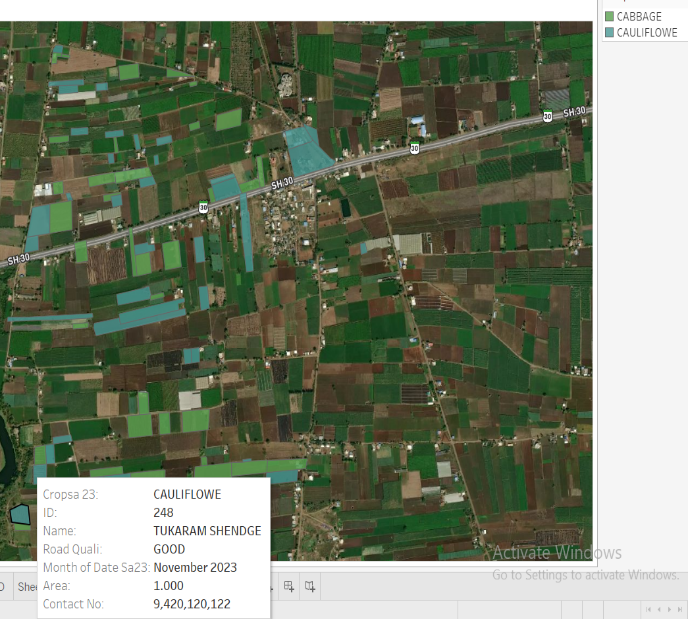 CABBAGE
CAULIFLOWE
30 SH 30
30
SH 30
30
SH 30
Cropsa 23: CAULIFLOWE
ID: 248
Name: TUKARAM SHENDGE
Road Quali: GOOD
Month of Date Sa23: November 2023
Area: 1.000
Contact No: 9,420,120,122
Activate Windows
Go to Settings to activate Windows.
Shee